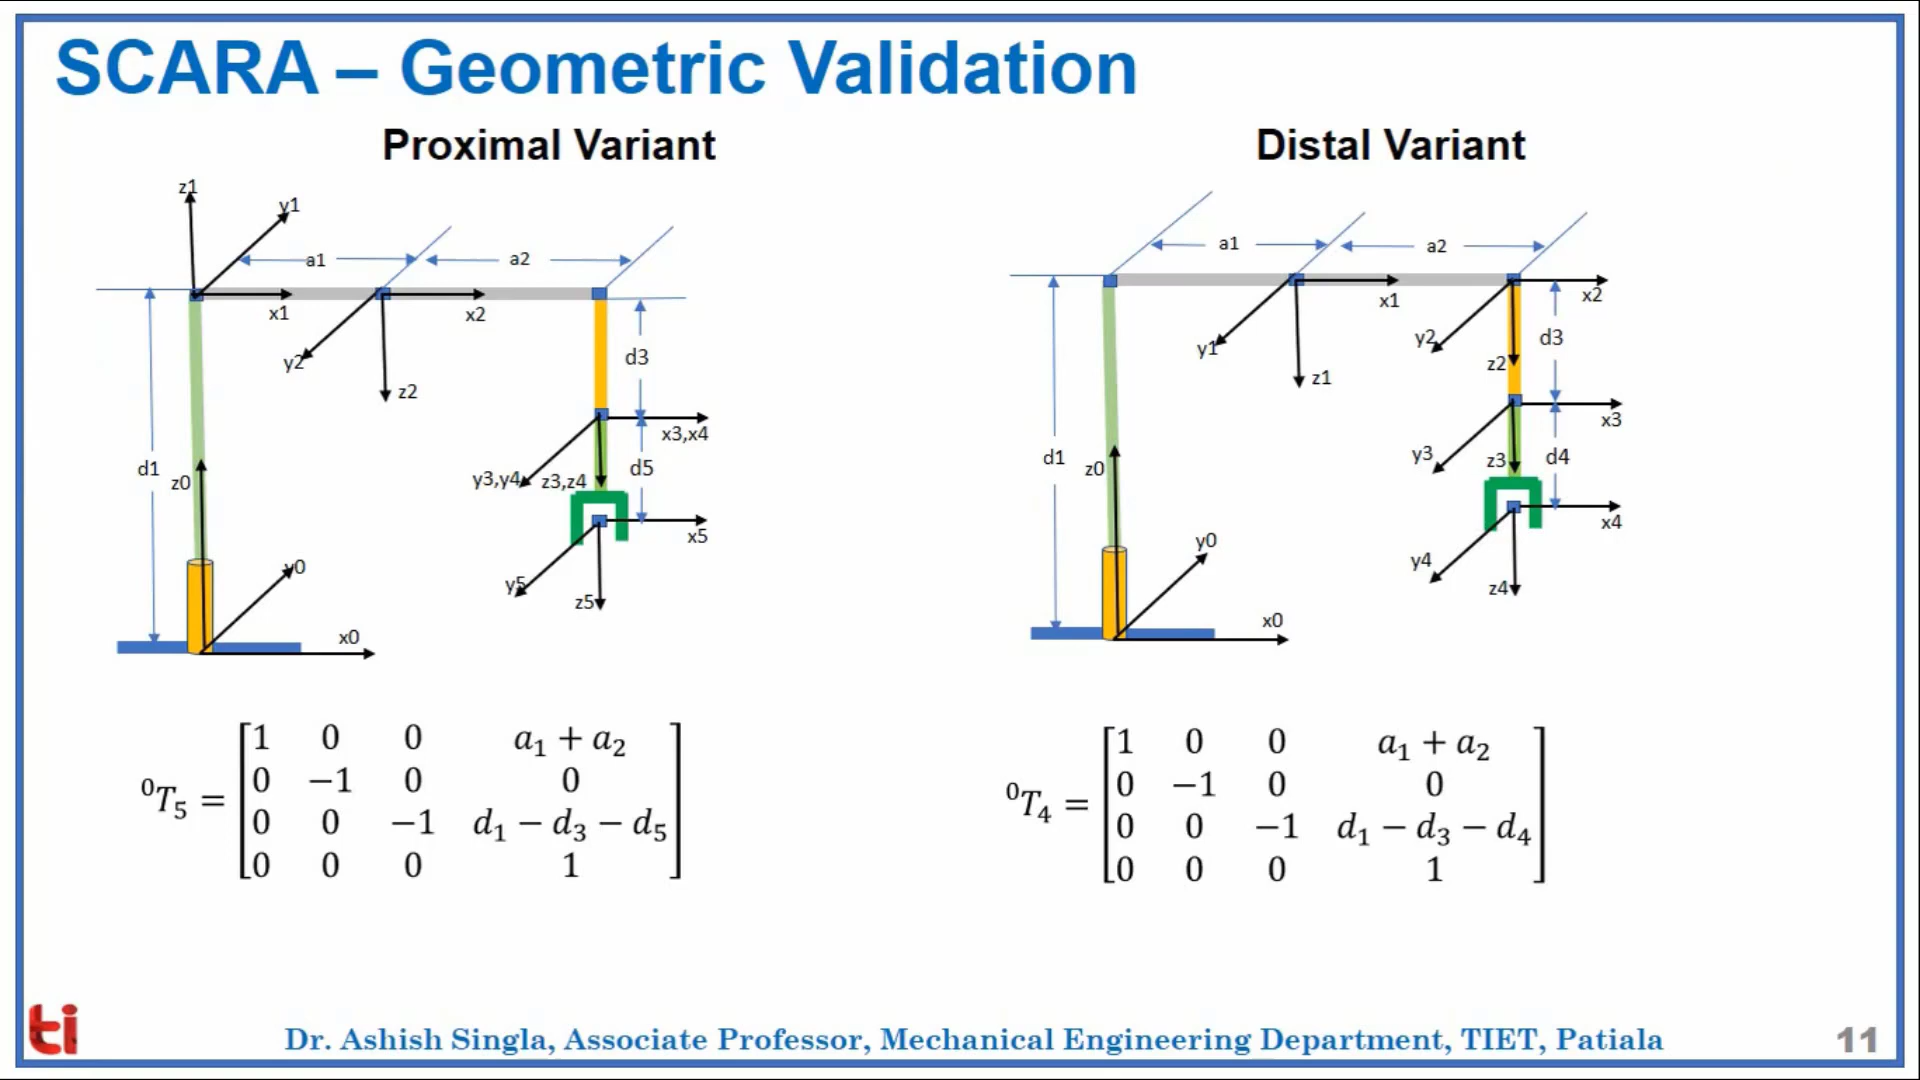 SCARA – Geometric Validation
Proximal Variant
z1
y1
a1
a2
x1
x2
y2
z2
d3
x3,x4
d1
z0
y3,y4
z3,z4
d5
x5
y0
y5
z5
x0
⁰T₅ = [1 0 0 a₁ + a₂
0 −1 0 0
0 0 −1 d₁ − d₃ − d₅
0 0 0 1]
Distal Variant
a1
a2
x1
x2
y1
y2
z1
z2
d3
x3
d1
z0
y3
z3
d4
x4
y0
y4
z4
x0
⁰T₄ = [1 0 0 a₁ + a₂
0 −1 0 0
0 0 −1 d₁ − d₃ − d₄
0 0 0 1]
ti
Dr. Ashish Singla, Associate Professor, Mechanical Engineering Department, TIET, Patiala
11